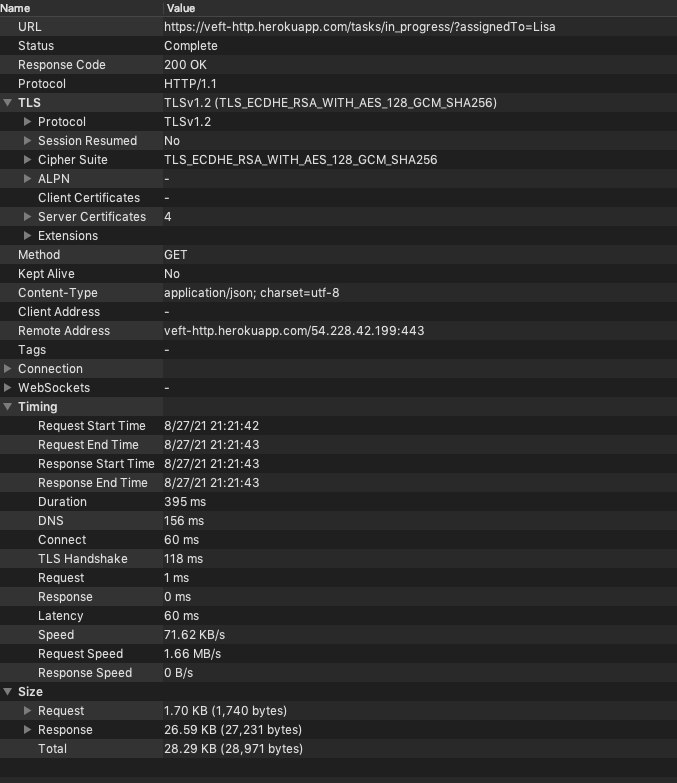 Name Value
URL https://veft-http.herokuapp.com/tasks/in_progress/?assignedTo=Lisa
Status Complete
Response Code 200 OK
Protocol HTTP/1.1
TLS TLSv1.2 (TLS_ECDHE_RSA_WITH_AES_128_GCM_SHA256)
Protocol TLSv1.2
Session Resumed No
Cipher Suite TLS_ECDHE_RSA_WITH_AES_128_GCM_SHA256
ALPN -
Client Certificates -
Server Certificates 4
Extensions
Method GET
Kept Alive No
Content-Type application/json; charset=utf-8
Client Address -
Remote Address veft-http.herokuapp.com/54.228.42.199:443
Tags -
Connection
WebSockets -
Timing
Request Start Time 8/27/21 21:21:42
Request End Time 8/27/21 21:21:43
Response Start Time 8/27/21 21:21:43
Response End Time 8/27/21 21:21:43
Duration 395 ms
DNS 156 ms
Connect 60 ms
TLS Handshake 118 ms
Request 1 ms
Response 0 ms
Latency 60 ms
Speed 71.62 KB/s
Request Speed 1.66 MB/s
Response Speed 0 B/s
Size
Request 1.70 KB (1,740 bytes)
Response 26.59 KB (27,231 bytes)
Total 28.29 KB (28,971 bytes)